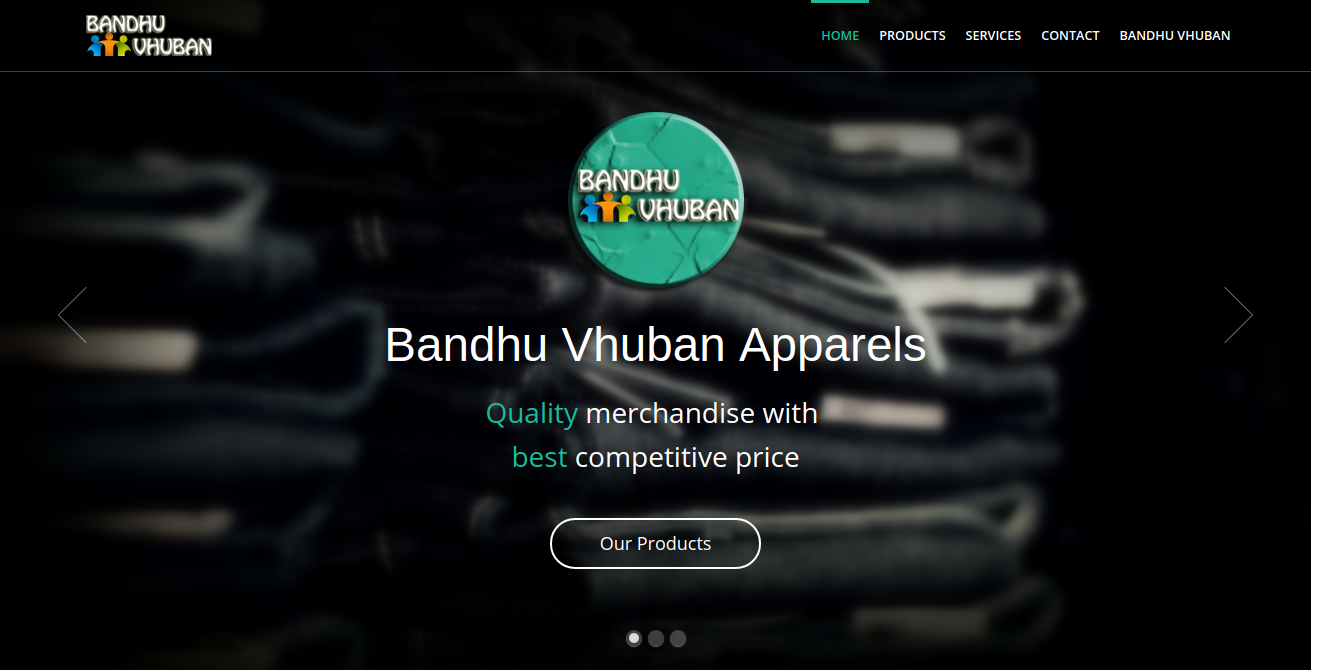 BANDHU
VHUBAN
HOME PRODUCTS SERVICES CONTACT BANDHU VHUBAN
BANDHU
VHUBAN
Bandhu Vhuban Apparels
Quality merchandise with
best competitive price
Our Products